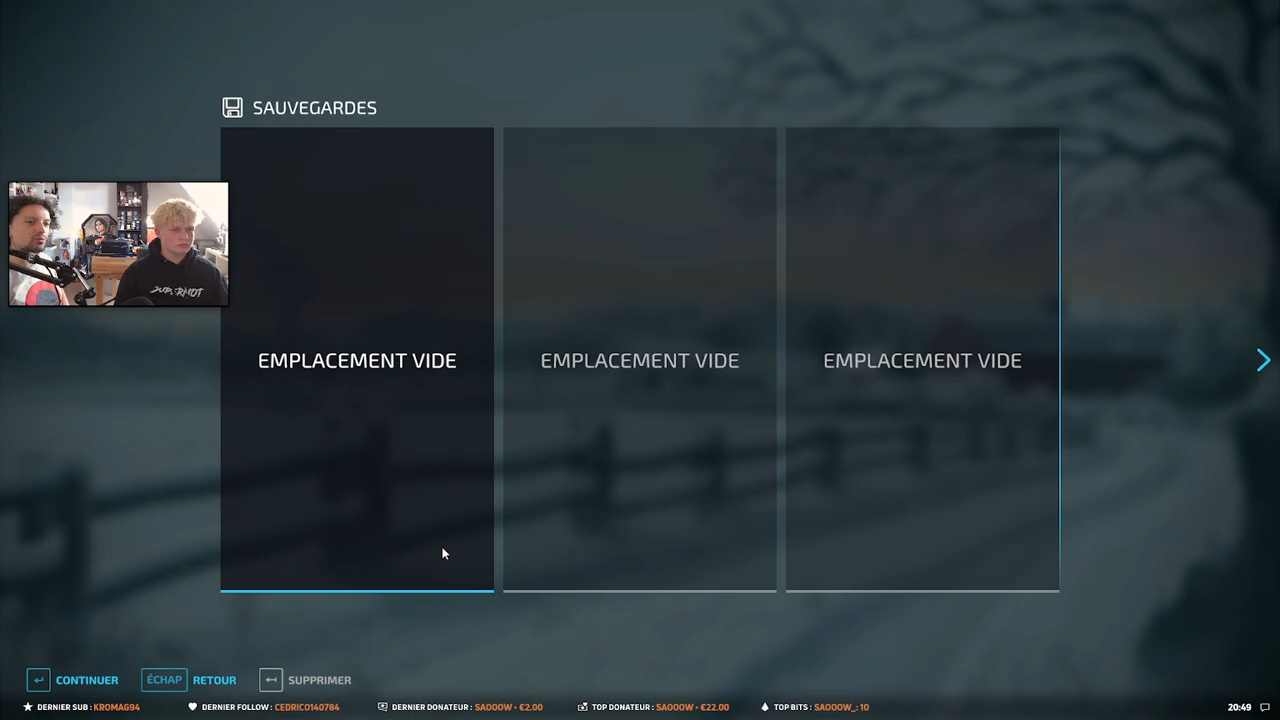 SAUVEGARDES
EMPLACEMENT VIDE
EMPLACEMENT VIDE
EMPLACEMENT VIDE
CONTINUER
ÉCHAP RETOUR
SUPPRIMER
DERNIER SUB : KROMAG94
DERNIER FOLLOW : CEDRICO140784
DERNIER DONATEUR : SAOOOW - €2.00
TOP DONATEUR : SAOOOW - €22.00
TOP BITS : SAOOOW_: 10
20:49